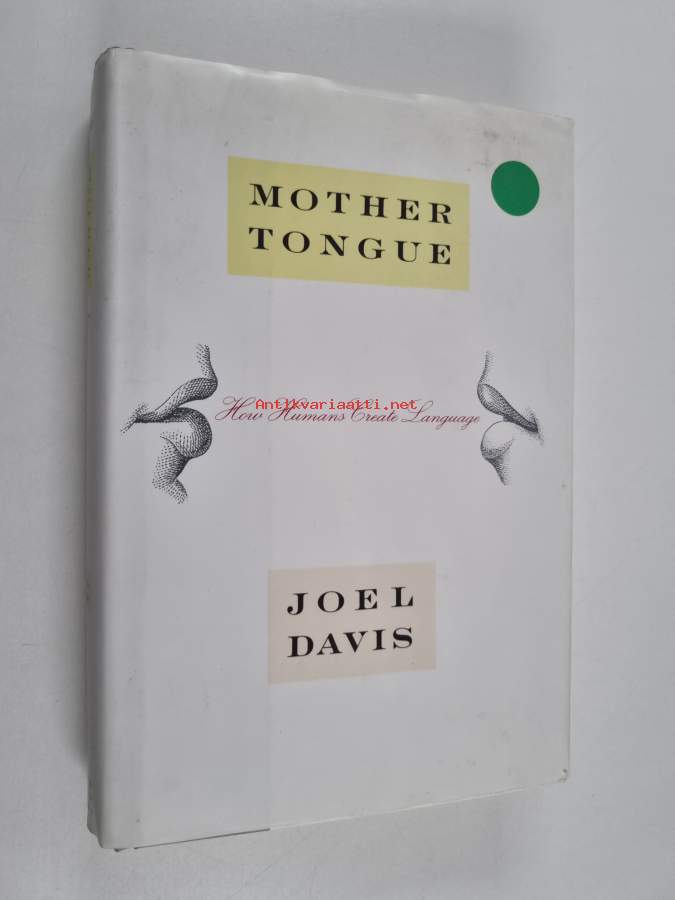 MOTHER
TONGUE
How Humans Create Language
Antikvariaatti.net
JOEL
DAVIS